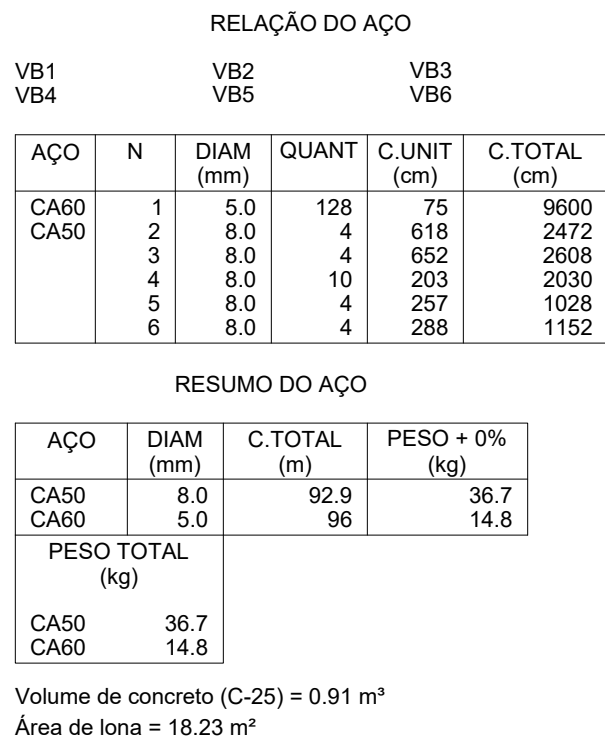 RELAÇÃO DO AÇO
VB1 VB2 VB3
VB4 VB5 VB6
AÇO N DIAM QUANT C.UNIT C.TOTAL
(mm) (cm) (cm)
CA60 1 5.0 128 75 9600
CA50 2 8.0 4 618 2472
3 8.0 4 652 2608
4 8.0 10 203 2030
5 8.0 4 257 1028
6 8.0 4 288 1152
RESUMO DO AÇO
AÇO DIAM C.TOTAL PESO + 0%
(mm) (m) (kg)
CA50 8.0 92.9 36.7
CA60 5.0 96 14.8
PESO TOTAL
(kg)
CA50 36.7
CA60 14.8
Volume de concreto (C-25) = 0.91 m³
Área de lona = 18.23 m²